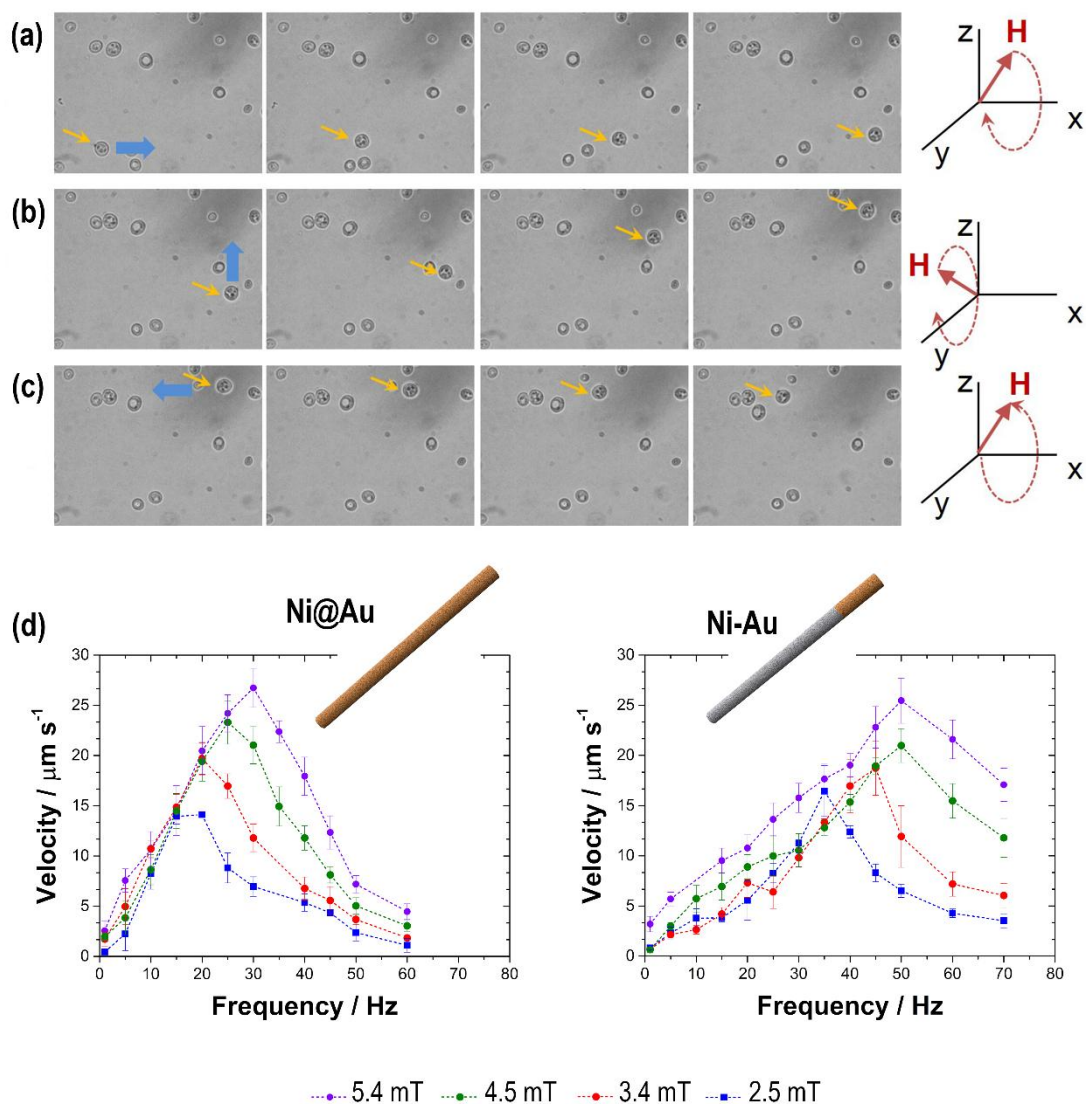 (a)
z
H
x
y
(b)
z
H
x
y
(c)
z
H
x
y
(d)
Ni@Au
Ni-Au
30
25
20
15
10
5
0
Velocity / μm s⁻¹
0 10 20 30 40 50 60 70 80
Frequency / Hz
30
25
20
15
10
5
0
Velocity / μm s⁻¹
0 10 20 30 40 50 60 70 80
Frequency / Hz
5.4 mT 4.5 mT 3.4 mT 2.5 mT